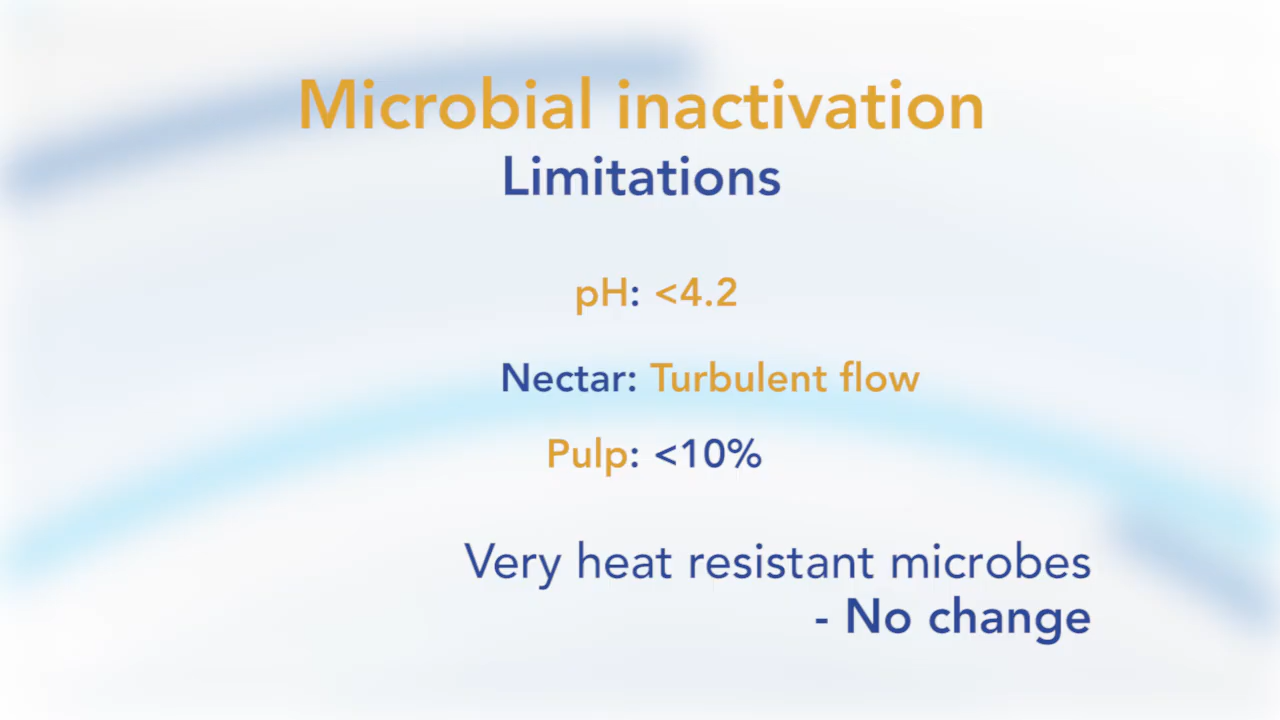 Microbial inactivation
Limitations
pH: <4.2
Nectar: Turbulent flow
Pulp: <10%
Very heat resistant microbes
- No change